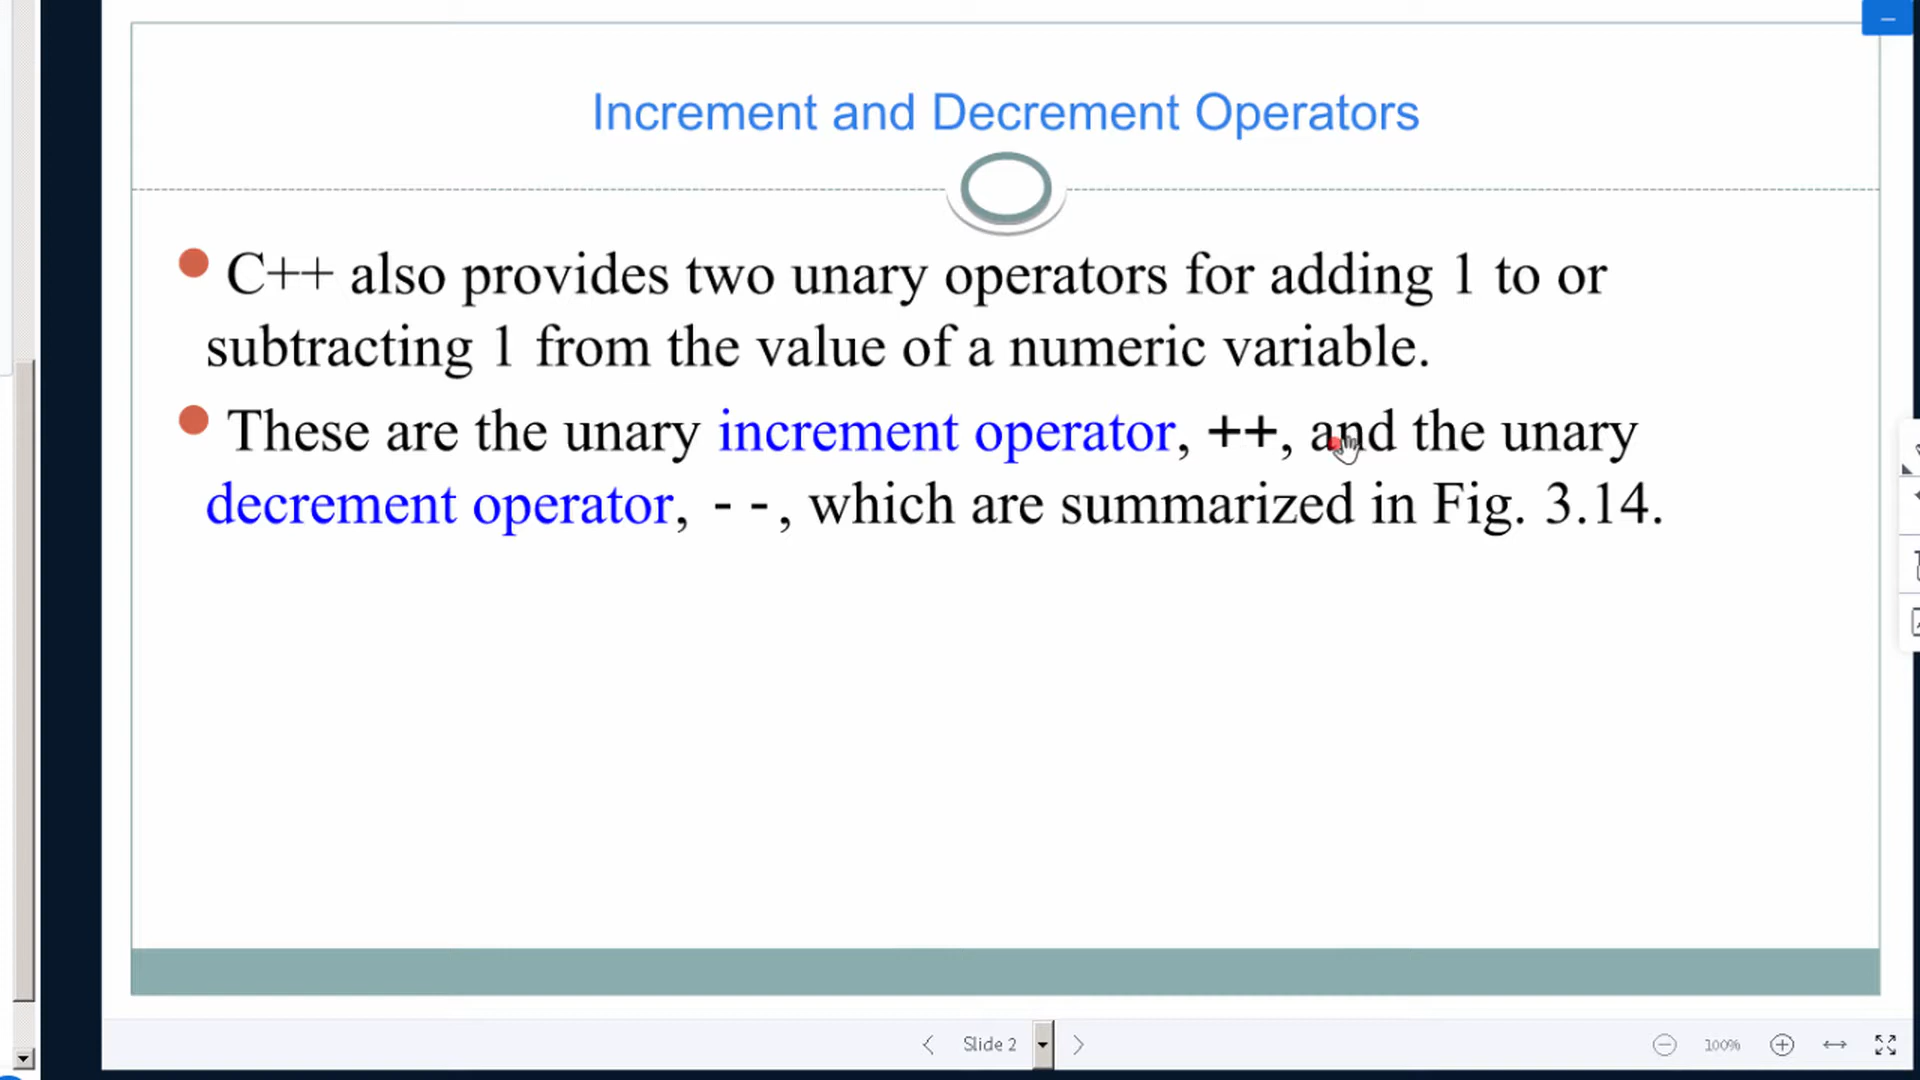 Increment and Decrement Operators
C++ also provides two unary operators for adding 1 to or
subtracting 1 from the value of a numeric variable.
These are the unary increment operator, ++, and the unary
decrement operator, --, which are summarized in Fig. 3.14.
Slide 2
100%